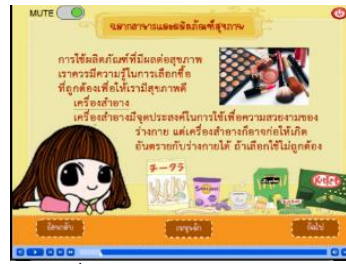 MUTE
ฉลากอาหารและผลิตภัณฑ์สุขภาพ
การใช้ผลิตภัณฑ์ที่มีผลต่อสุขภาพ
เราควรมีความรู้ในการเลือกซื้อ
ที่ถูกต้องเพื่อให้เรามีสุขภาพดี
เครื่องสำอาง
เครื่องสำอางมีจุดประสงค์ในการใช้เพื่อความสวยงามของ
ร่างกาย แต่เครื่องสำอางก็อาจก่อให้เกิด
อันตรายกับร่างกายได้ ถ้าเลือกใช้ไม่ถูกต้อง
ย้อนกลับ
เมนูหลัก
ถัดไป